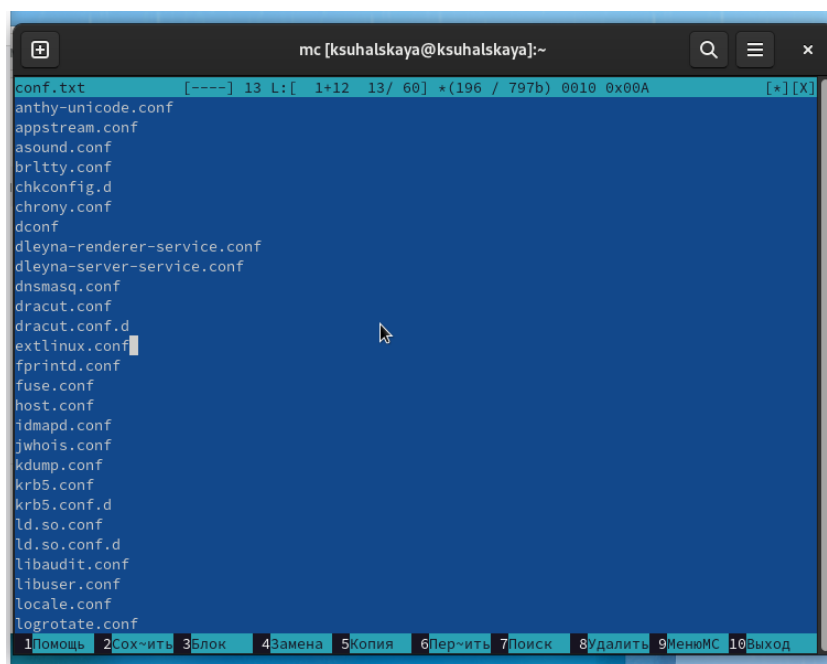 mc [ksuhalskaya@ksuhalskaya]:~
conf.txt [----] 13 L:[ 1+12 13/ 60] *(196 / 797b) 0010 0x00A [*][X]
anthy-unicode.conf
appstream.conf
asound.conf
brltty.conf
chkconfig.d
chrony.conf
dconf
dleyna-renderer-service.conf
dleyna-server-service.conf
dnsmasq.conf
dracut.conf
dracut.conf.d
extlinux.conf
fprintd.conf
fuse.conf
host.conf
idmapd.conf
jwhois.conf
kdump.conf
krb5.conf
krb5.conf.d
ld.so.conf
ld.so.conf.d
libaudit.conf
libuser.conf
locale.conf
logrotate.conf
1Помощь 2Сох~ить 3Блок 4Замена 5Копия 6Пер~ить 7Поиск 8Удалить 9МенюMC 10Выход